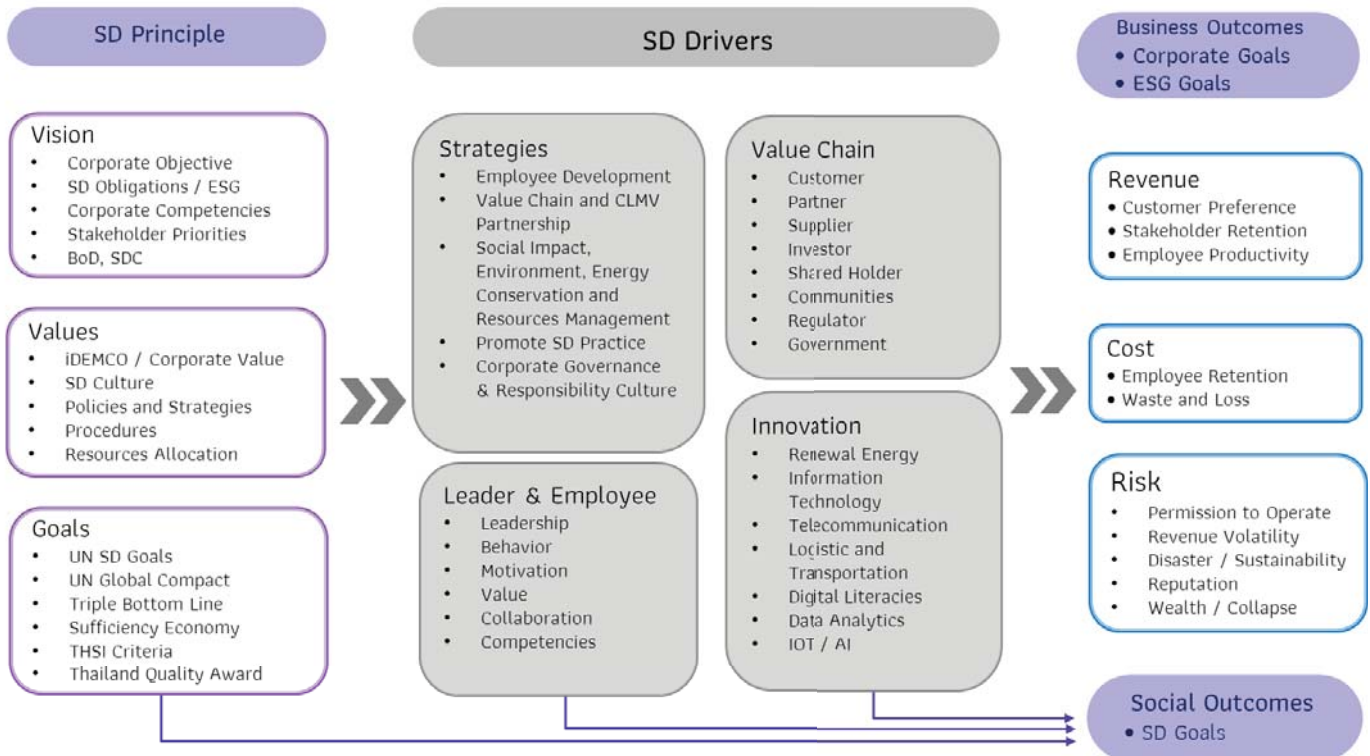 SD Principle
Vision
• Corporate Objective
• SD Obligations / ESG
• Corporate Competencies
• Stakeholder Priorities
• BoD, SDC
Values
• iDEMCO / Corporate Value
• SD Culture
• Policies and Strategies
• Procedures
• Resources Allocation
Goals
• UN SD Goals
• UN Global Compact
• Triple Bottom Line
• Sufficiency Economy
• THSI Criteria
• Thailand Quality Award
SD Drivers
Strategies
• Employee Development
• Value Chain and CLMV
Partnership
• Social Impact,
Environment, Energy
Conservation and
Resources Management
• Promote SD Practice
• Corporate Governance
& Responsibility Culture
Leader & Employee
• Leadership
• Behavior
• Motivation
• Value
• Collaboration
• Competencies
Value Chain
• Customer
• Partner
• Supplier
• Investor
• Shared Holder
• Communities
• Regulator
• Government
Innovation
• Renewal Energy
• Information
Technology
• Telecommunication
• Logistic and
Transportation
• Digital Literacies
• Data Analytics
• IOT / AI
Business Outcomes
• Corporate Goals
• ESG Goals
Revenue
• Customer Preference
• Stakeholder Retention
• Employee Productivity
Cost
• Employee Retention
• Waste and Loss
Risk
• Permission to Operate
• Revenue Volatility
• Disaster / Sustainability
• Reputation
• Wealth / Collapse
Social Outcomes
• SD Goals